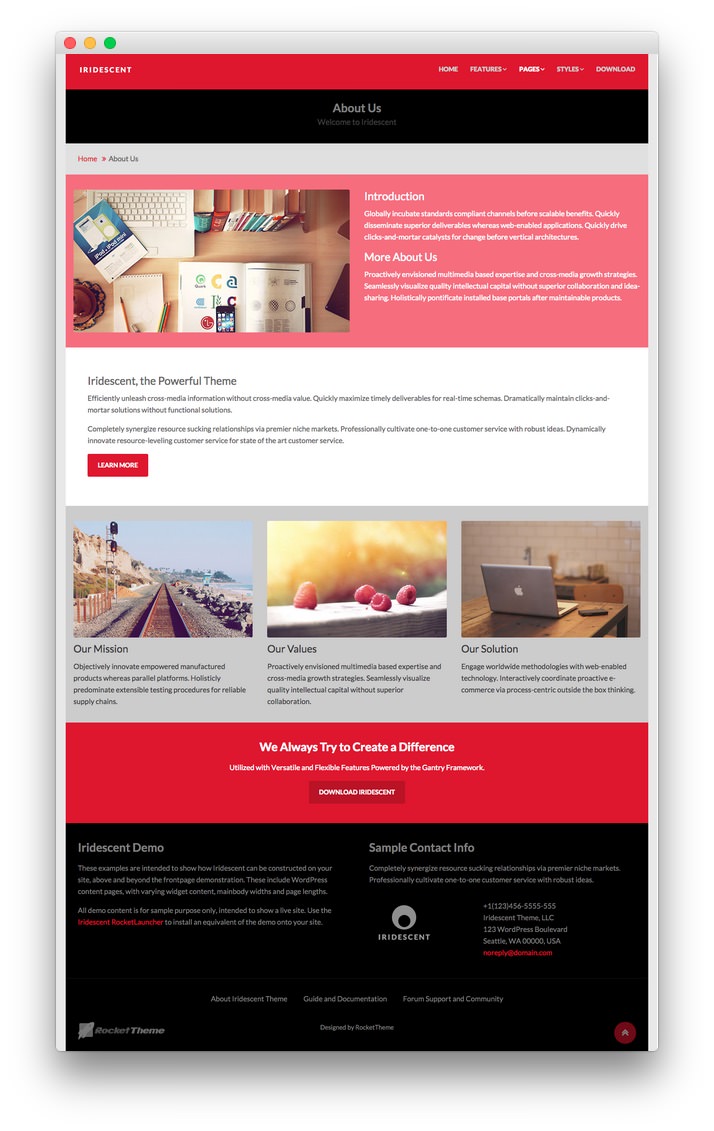 IRIDESCENT
HOME FEATURES PAGES STYLES DOWNLOAD
About Us
Welcome to Iridescent
Home » About Us
Introduction
Globally incubate standards compliant channels before scalable benefits. Quickly
disseminate superior deliverables whereas web-enabled applications. Quickly drive
clicks-and-mortar catalysts for change before vertical architectures.
More About Us
Proactively envisioned multimedia based expertise and cross-media growth strategies.
Seamlessly visualize quality intellectual capital without superior collaboration and idea-
sharing. Holistically pontificate installed base portals after maintainable products.
Iridescent, the Powerful Theme
Efficiently unleash cross-media information without cross-media value. Quickly maximize timely deliverables for real-time schemas. Dramatically maintain clicks-and-
mortar solutions without functional solutions.
Completely synergize resource sucking relationships via premier niche markets. Professionally cultivate one-to-one customer service with robust ideas. Dynamically
innovate resource-leveling customer service for state of the art customer service.
LEARN MORE
Our Mission
Objectively innovate empowered manufactured
products whereas parallel platforms. Holisticly
predominate extensible testing procedures for reliable
supply chains.
Our Values
Proactively envisioned multimedia based expertise and
cross-media growth strategies. Seamlessly visualize
quality intellectual capital without superior
collaboration.
Our Solution
Engage worldwide methodologies with web-enabled
technology. Interactively coordinate proactive e-
commerce via process-centric outside the box thinking.
We Always Try to Create a Difference
Utilized with Versatile and Flexible Features Powered by the Gantry Framework.
DOWNLOAD IRIDESCENT
Iridescent Demo
These examples are intended to show how Iridescent can be constructed on your
site, above and beyond the frontpage demonstration. These include WordPress
content pages, with varying widget content, mainbody widths and page lengths.
All demo content is for sample purpose only, intended to show a live site. Use the
Iridescent RocketLauncher to install an equivalent of the demo onto your site.
Sample Contact Info
Completely synergize resource sucking relationships via premier niche markets.
Professionally cultivate one-to-one customer service with robust ideas.
IRIDESCENT
+1(123)456-5555-555
Iridescent Theme, LLC
123 WordPress Boulevard
Seattle, WA 00000, USA
noreply@domain.com
About Iridescent Theme Guide and Documentation Forum Support and Community
RocketTheme
Designed by RocketTheme